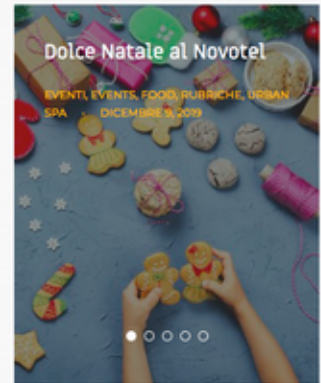 Dolce Natale al Novotel
EVENTI, EVENTS, FOOD, RUBRICHE, URBAN
SPA - DICEMBRE 9, 2019